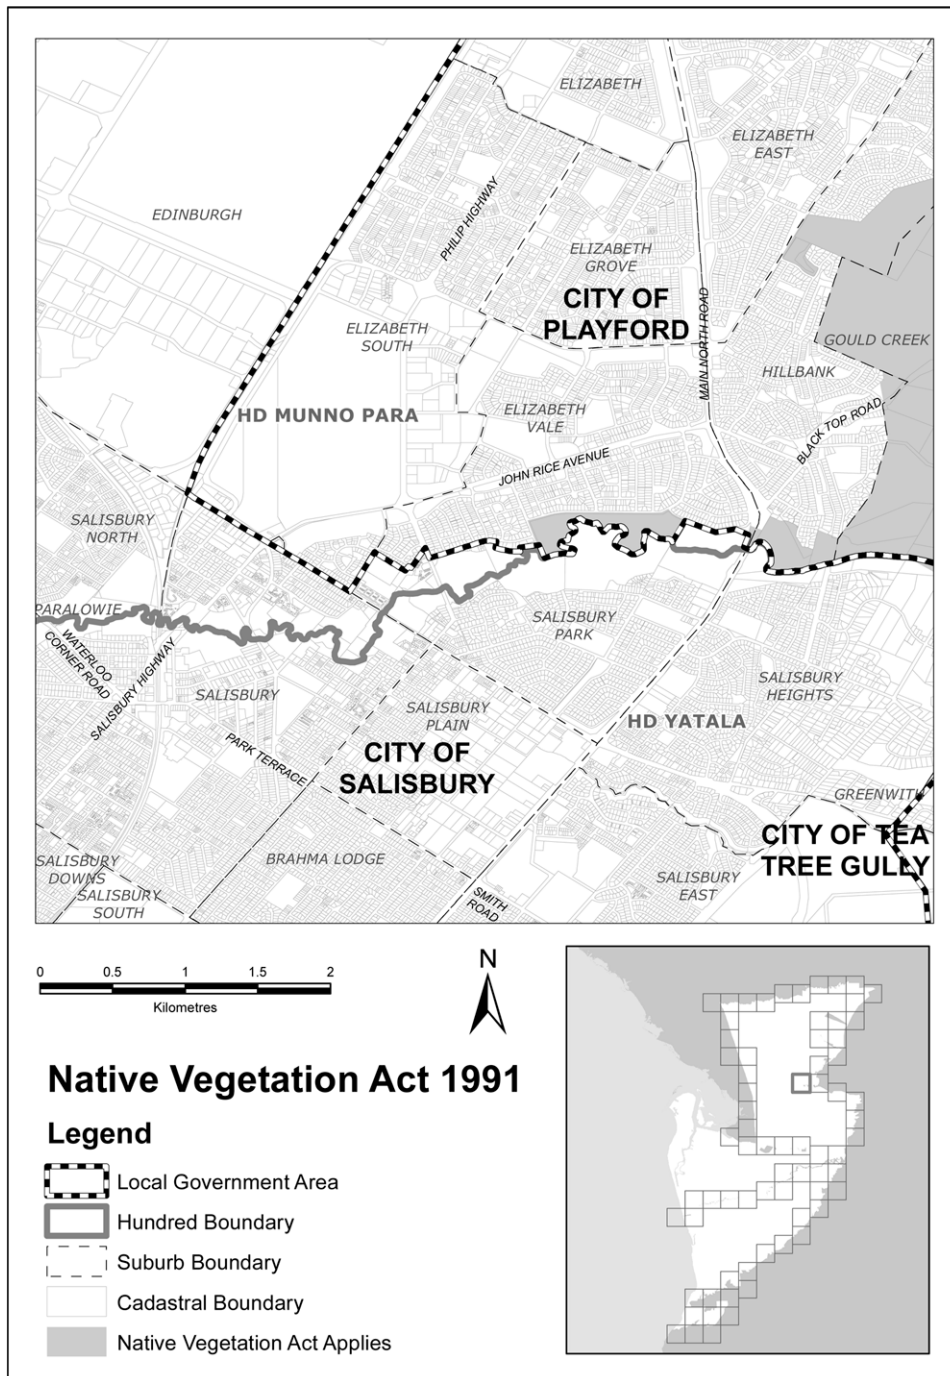 ELIZABETH
ELIZABETH
EAST
EDINBURGH
PHILIP HIGHWAY
ELIZABETH
GROVE
CITY OF
PLAYFORD
MAIN NORTH ROAD
ELIZABETH
SOUTH
GOULD CREEK
HILLBANK
HD MUNNO PARA
ELIZABETH
VALE
BLACK TOP ROAD
JOHN RICE AVENUE
SALISBURY
NORTH
PARALOWIE
WATERLOO
CORNER ROAD
SALISBURY HIGHWAY
SALISBURY
PARK
SALISBURY
SALISBURY
HEIGHTS
SALISBURY
PLAIN
HD YATALA
PARK TERRACE
CITY OF
SALISBURY
GREENWITH
CITY OF TEA
TREE GULLY
BRAHMA LODGE
SALISBURY
DOWNS
SALISBURY
SOUTH
SMITH
ROAD
SALISBURY
EAST
0 0.5 1 1.5 2
Kilometres
N
Native Vegetation Act 1991
Legend
Local Government Area
Hundred Boundary
Suburb Boundary
Cadastral Boundary
Native Vegetation Act Applies